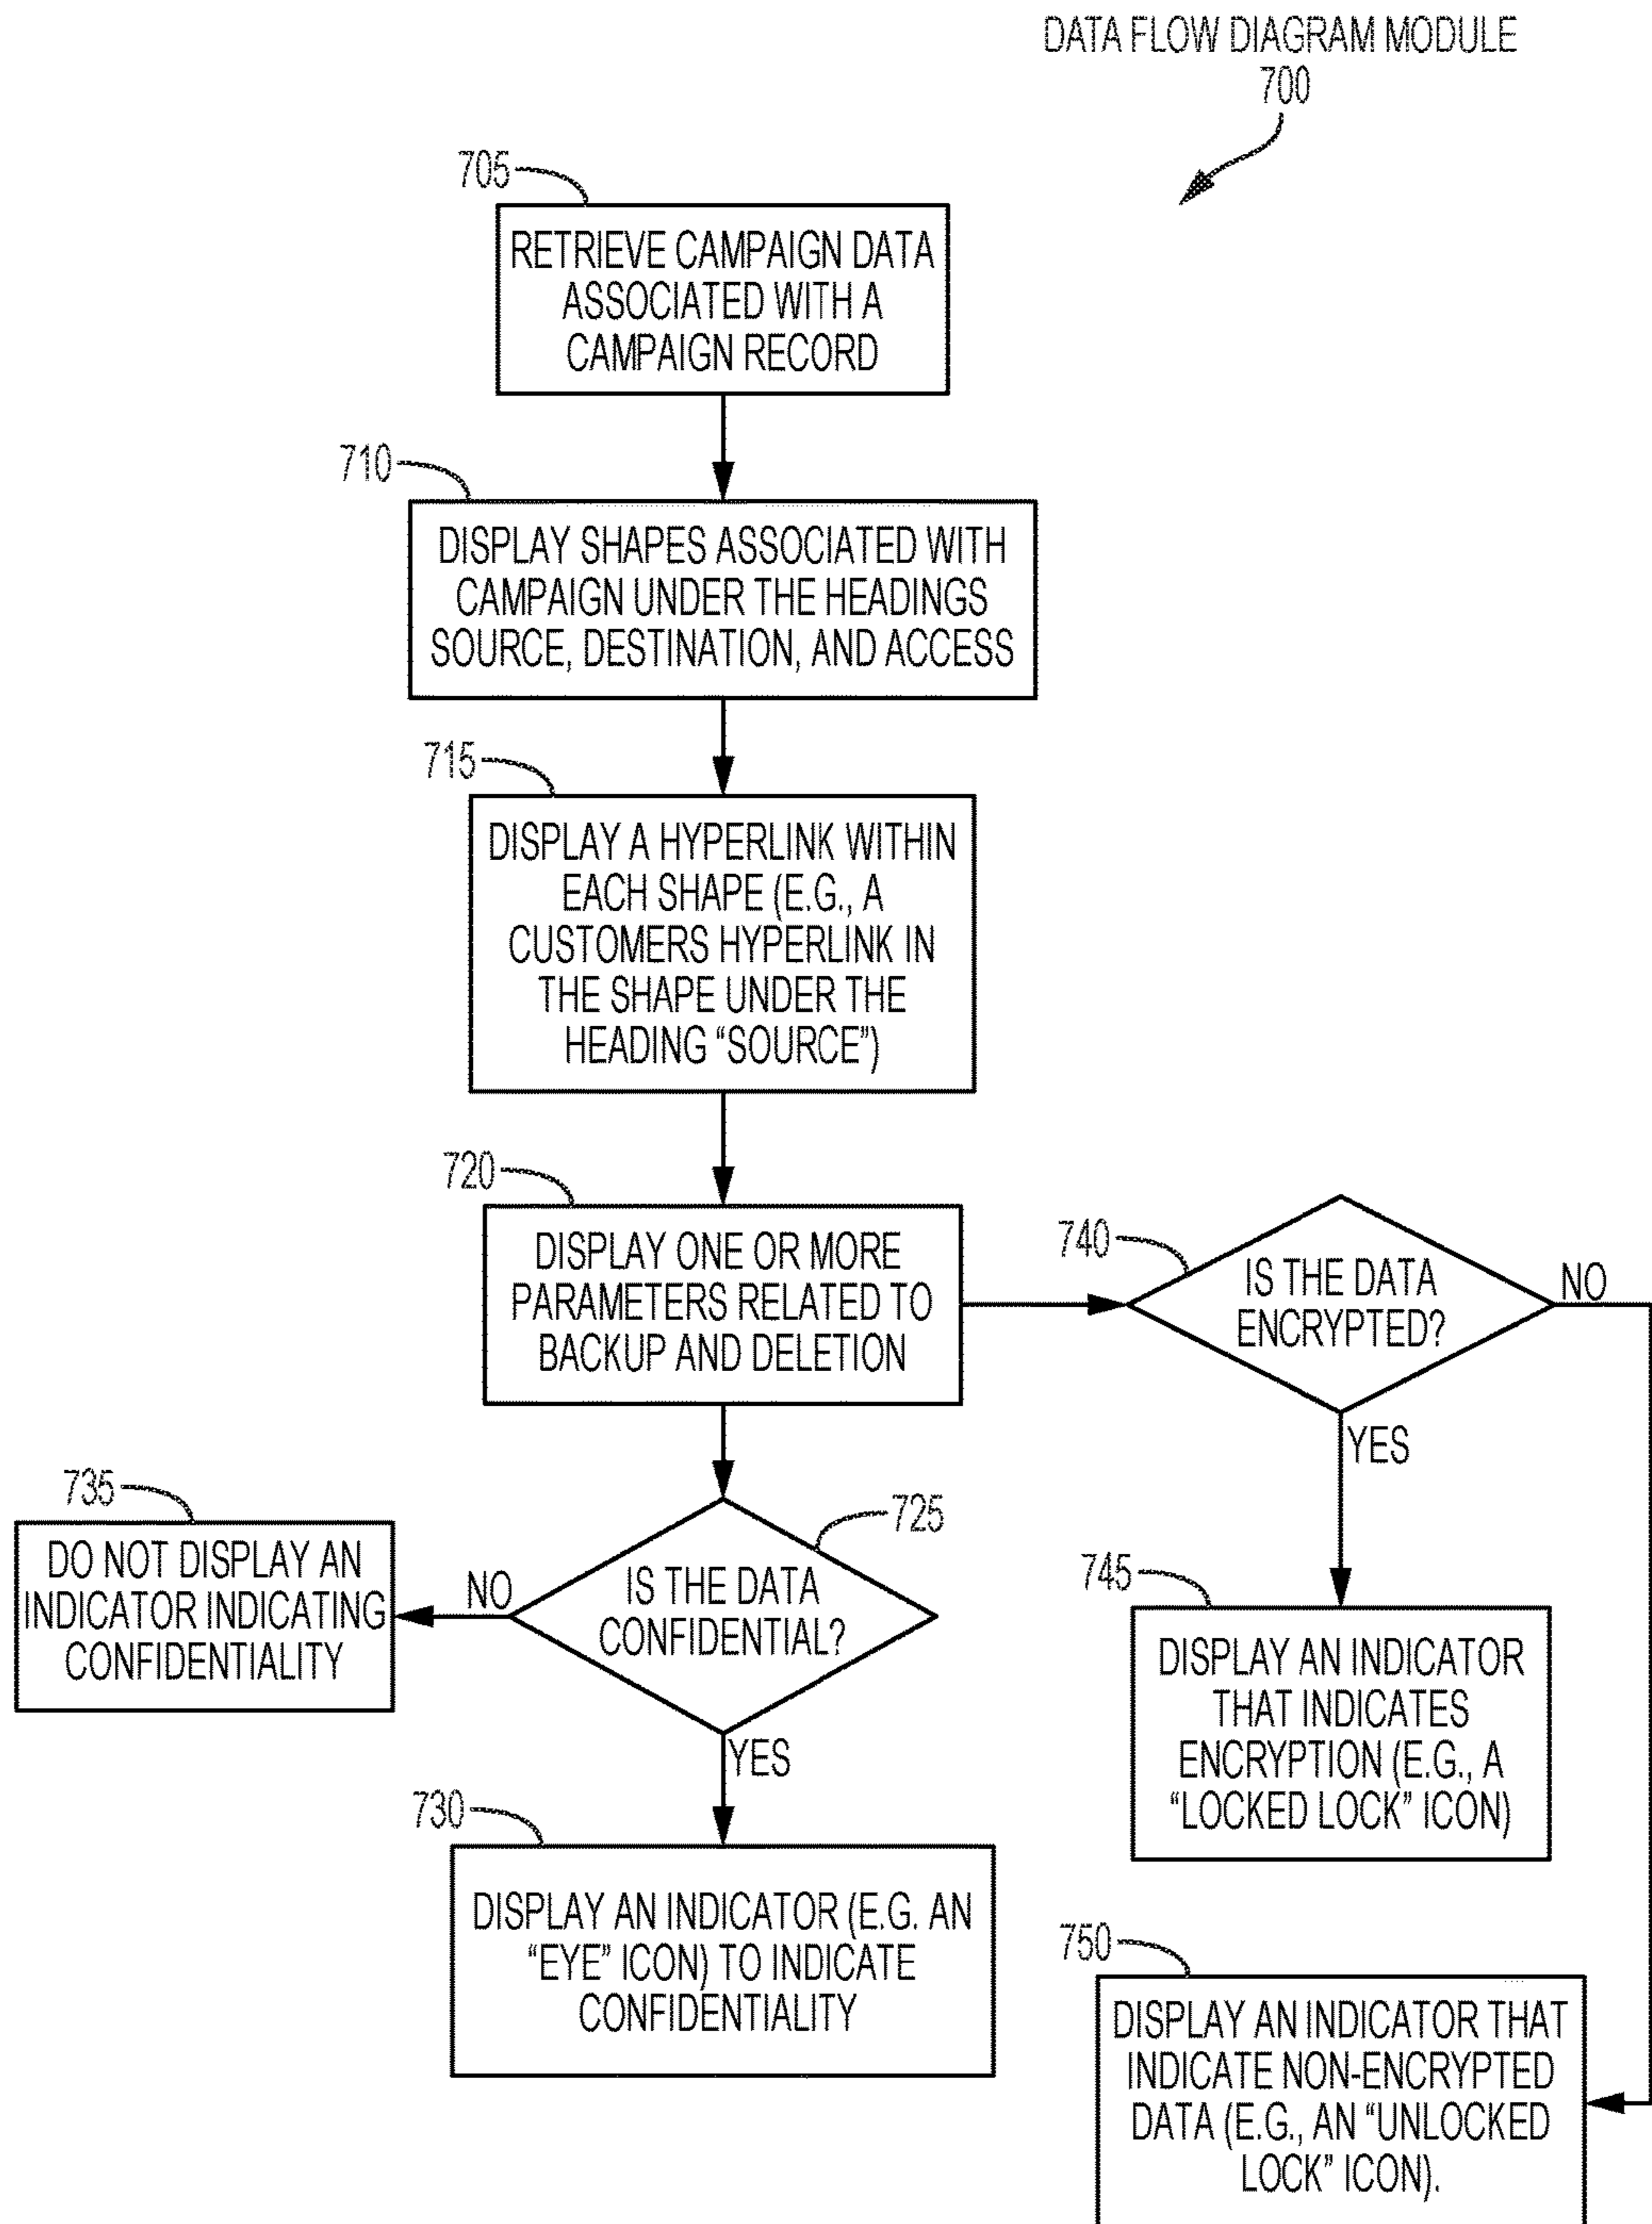 DATA FLOW DIAGRAM MODULE
700
705
RETRIEVE CAMPAIGN DATA
ASSOCIATED WITH A
CAMPAIGN RECORD
710
DISPLAY SHAPES ASSOCIATED WITH
CAMPAIGN UNDER THE HEADINGS
SOURCE, DESTINATION, AND ACCESS
715
DISPLAY A HYPERLINK WITHIN
EACH SHAPE (E.G., A
CUSTOMERS HYPERLINK IN
THE SHAPE UNDER THE
HEADING “SOURCE”)
720
DISPLAY ONE OR MORE
PARAMETERS RELATED TO
BACKUP AND DELETION
740
IS THE DATA
ENCRYPTED?
NO
YES
725
IS THE DATA
CONFIDENTIAL?
NO
YES
735
DO NOT DISPLAY AN
INDICATOR INDICATING
CONFIDENTIALITY
730
DISPLAY AN INDICATOR (E.G. AN
“EYE” ICON) TO INDICATE
CONFIDENTIALITY
745
DISPLAY AN INDICATOR
THAT INDICATES
ENCRYPTION (E.G., A
“LOCKED LOCK” ICON)
750
DISPLAY AN INDICATOR THAT
INDICATE NON-ENCRYPTED
DATA (E.G., AN “UNLOCKED
LOCK” ICON).